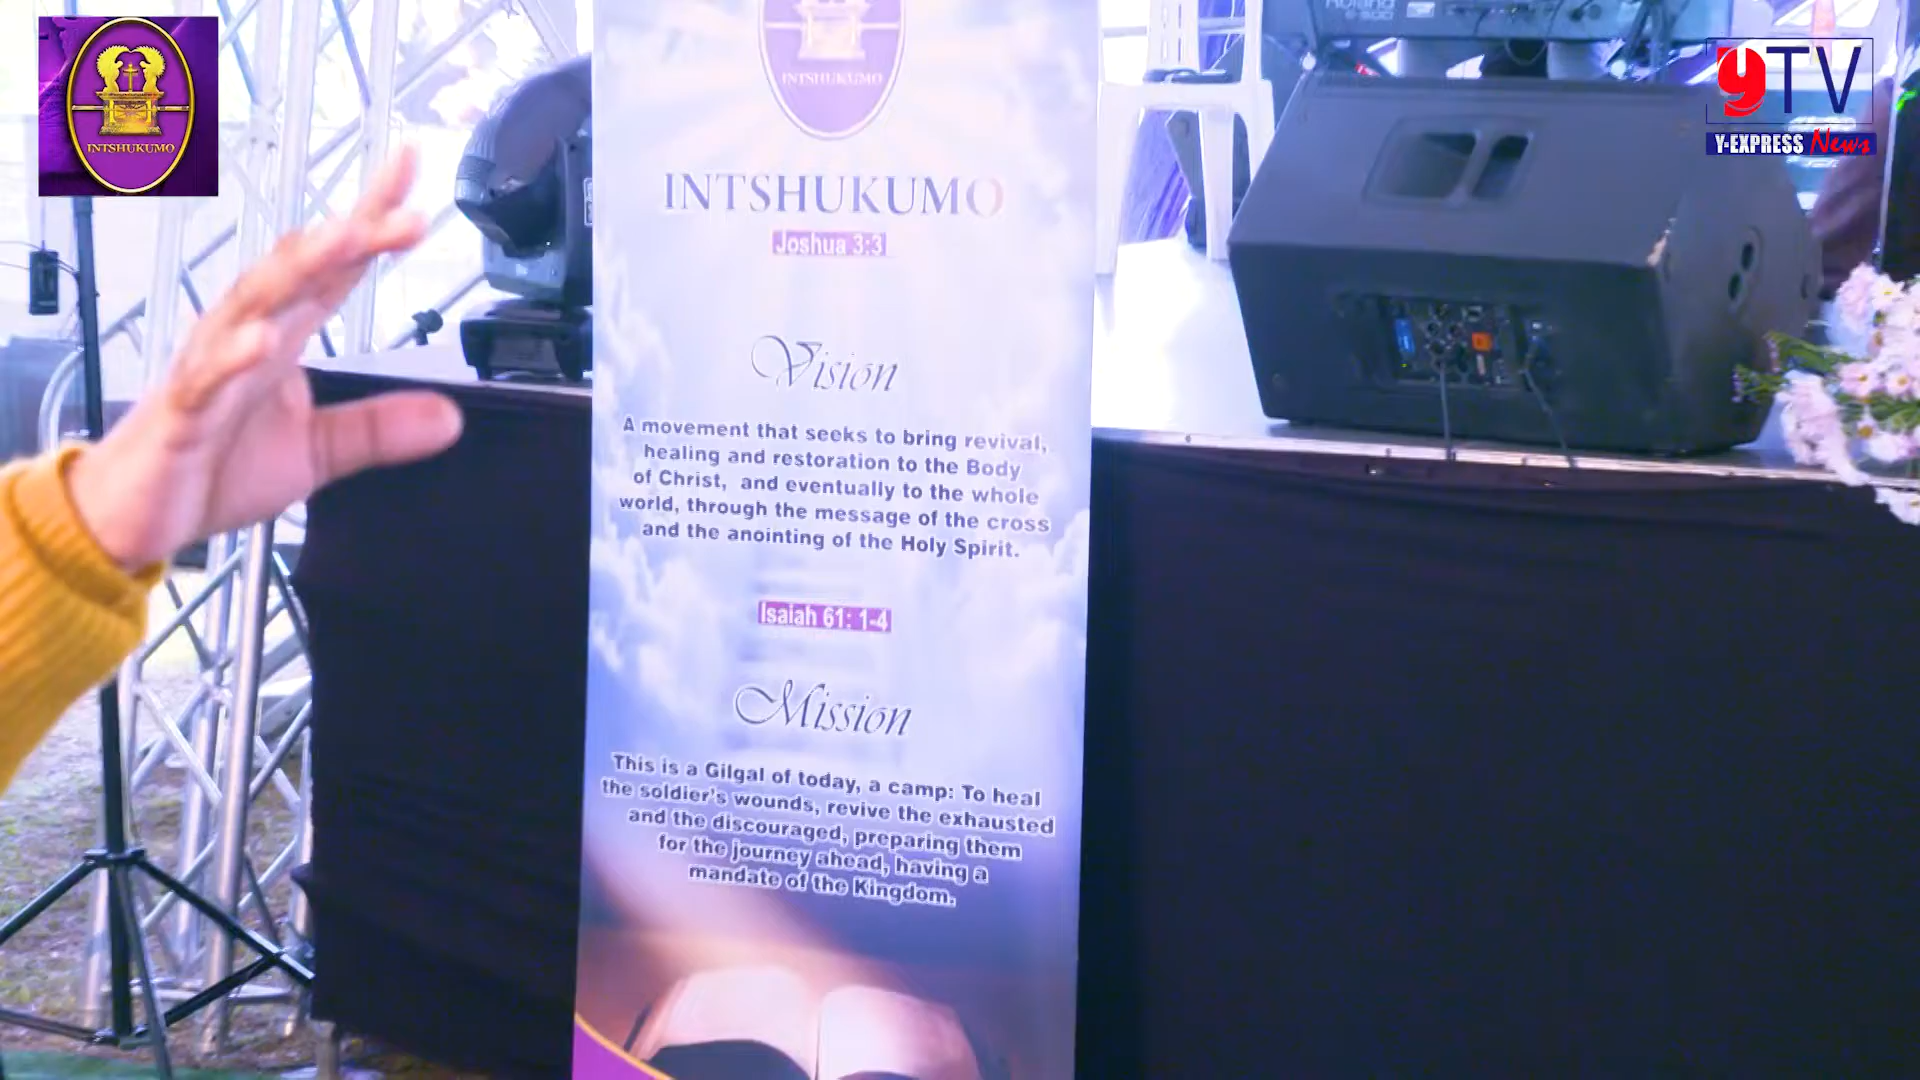 INTSHUKUMO
yTV
Y-EXPRESS News
Roland
INTSHUKUMO
INTSHUKUMO
Joshua 3:3
Vision
A movement that seeks to bring revival,
healing and restoration to the Body
of Christ, and eventually to the whole
world, through the message of the cross
and the anointing of the Holy Spirit.
Isaiah 61: 1-4
Mission
This is a Gilgal of today, a camp: To heal
the soldier's wounds, revive the exhausted
and the discouraged, preparing them
for the journey ahead, having a
mandate of the Kingdom.